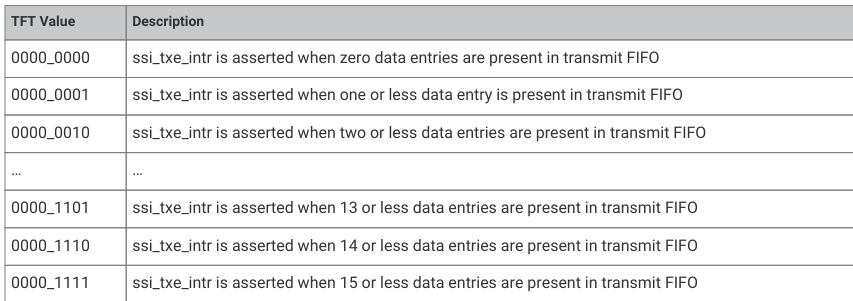 TFT Value Description
0000_0000 ssi_txe_intr is asserted when zero data entries are present in transmit FIFO
0000_0001 ssi_txe_intr is asserted when one or less data entry is present in transmit FIFO
0000_0010 ssi_txe_intr is asserted when two or less data entries are present in transmit FIFO
... ...
0000_1101 ssi_txe_intr is asserted when 13 or less data entries are present in transmit FIFO
0000_1110 ssi_txe_intr is asserted when 14 or less data entries are present in transmit FIFO
0000_1111 ssi_txe_intr is asserted when 15 or less data entries are present in transmit FIFO